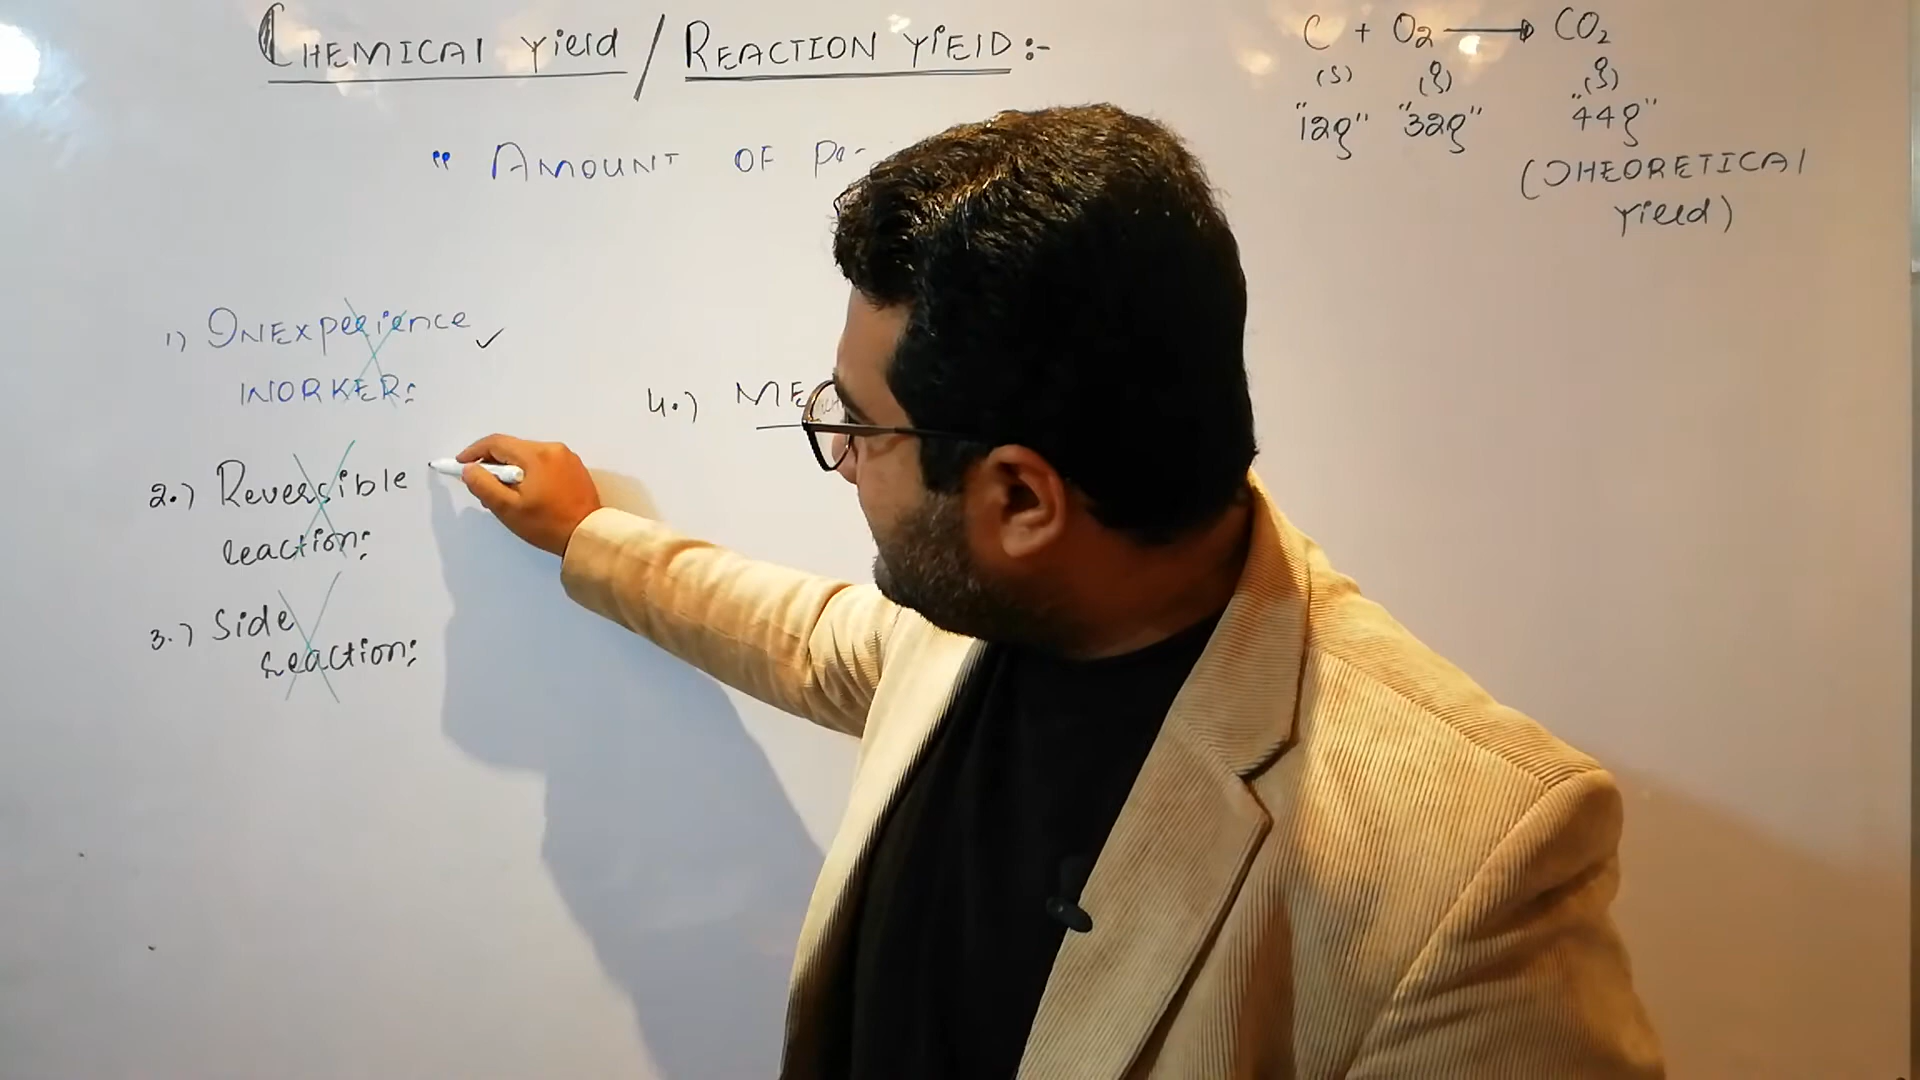 CHEMICAl Yield / REACTION YiElD :-
C + O₂ → CO₂
(s) (g) (g)
"12g" "32g" "44g"
(THEORETICAl
Yield)
" AMOUNT OF
1) INExperience ✓
WORKER:
2.) Reversible
reaction:
3.) Side
reaction:
4.) ME